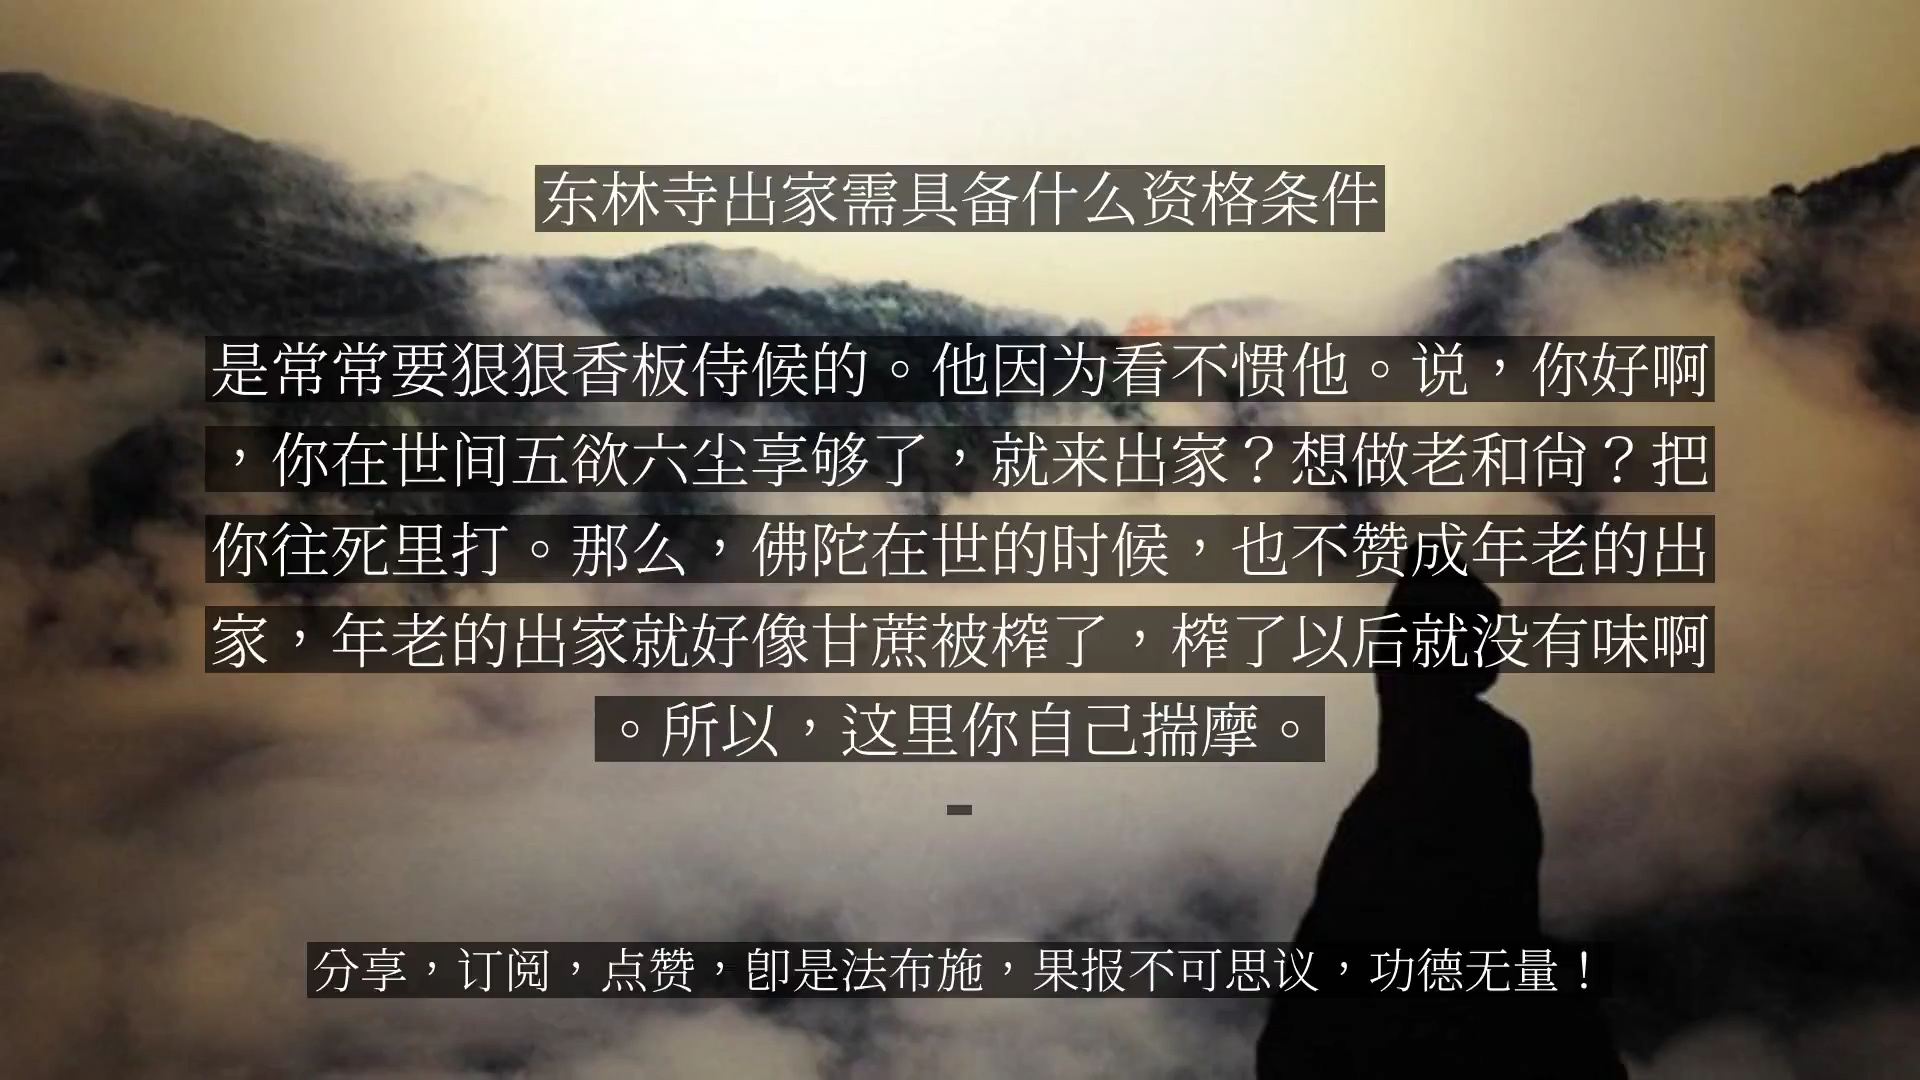 东林寺出家需具备什么资格条件
是常常要狠狠香板侍候的。他因为看不惯他。说，你好啊
，你在世间五欲六尘享够了，就来出家？想做老和尚？把
你往死里打。那么，佛陀在世的时候，也不赞成年老的出
家，年老的出家就好像甘蔗被榨了，榨了以后就没有味啊
。所以，这里你自己揣摩。
分享，订阅，点赞，即是法布施，果报不可思议，功德无量！